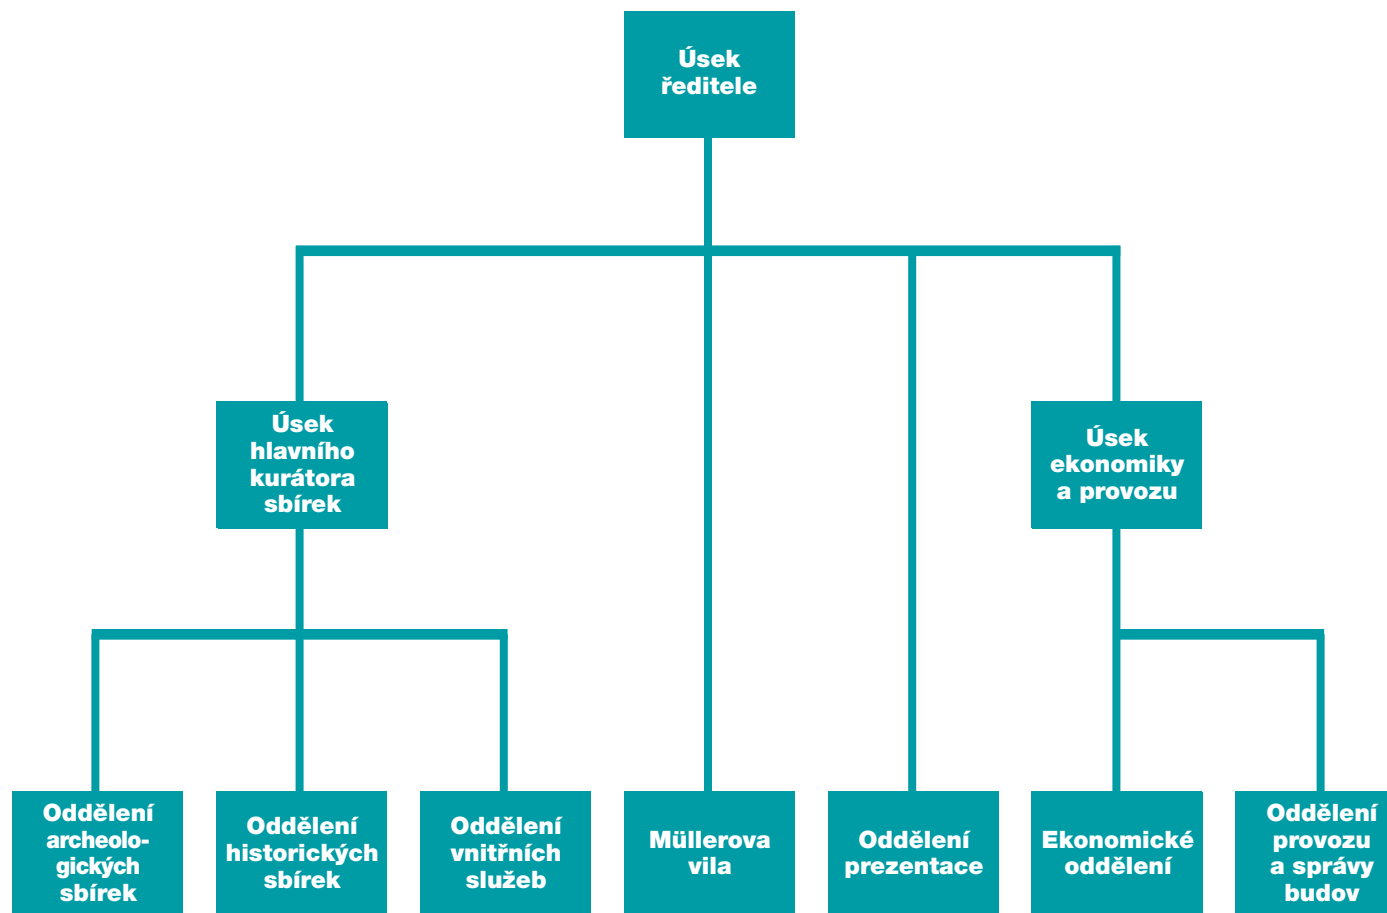 Úsek
ředitele
Úsek
hlavního
kurátora
sbírek
Úsek
ekonomiky
a provozu
Oddělení
archeolo-
gických
sbírek
Oddělení
historických
sbírek
Oddělení
vnitřních
služeb
Müllerova
vila
Oddělení
prezentace
Ekonomické
oddělení
Oddělení
provozu
a správy
budov